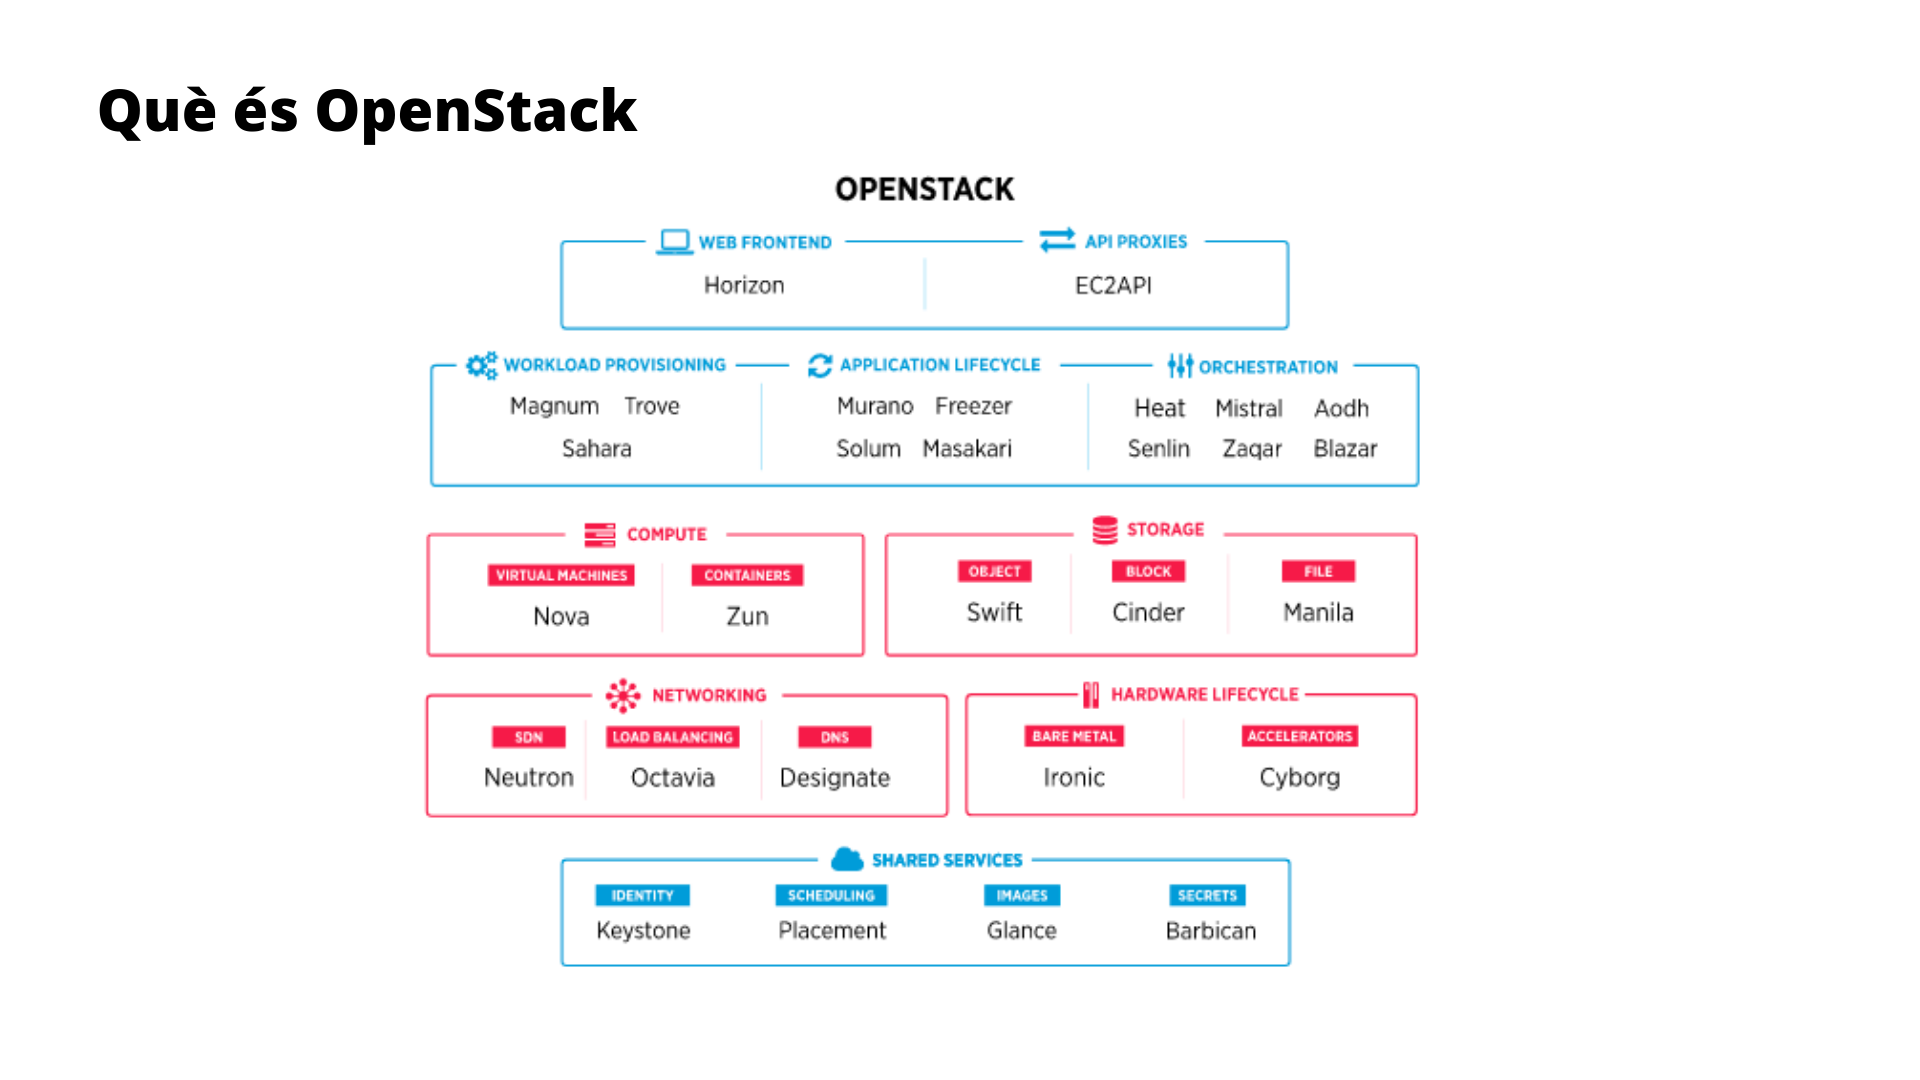 Què és OpenStack
OPENSTACK
WEB FRONTEND
API PROXIES
Horizon
EC2API
WORKLOAD PROVISIONING
APPLICATION LIFECYCLE
ORCHESTRATION
Magnum Trove
Sahara
Murano Freezer
Solum Masakari
Heat Mistral Aodh
Senlin Zaqar Blazar
COMPUTE
VIRTUAL MACHINES
Nova
CONTAINERS
Zun
STORAGE
OBJECT
Swift
BLOCK
Cinder
FILE
Manila
NETWORKING
SDN
Neutron
LOAD BALANCING
Octavia
DNS
Designate
HARDWARE LIFECYCLE
BARE METAL
Ironic
ACCELERATORS
Cyborg
SHARED SERVICES
IDENTITY
Keystone
SCHEDULING
Placement
IMAGES
Glance
SECRETS
Barbican